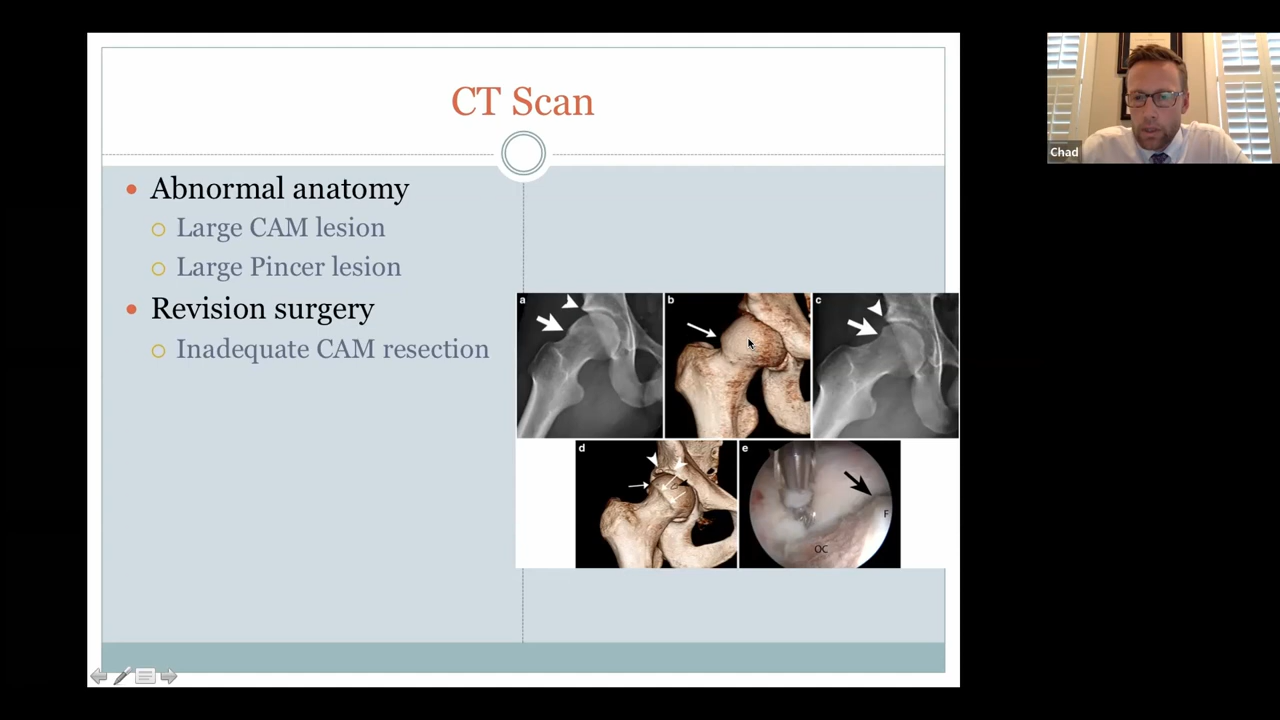 CT Scan
Abnormal anatomy
Large CAM lesion
Large Pincer lesion
Revision surgery
Inadequate CAM resection
a
b
c
d
e
F
OC
Chad